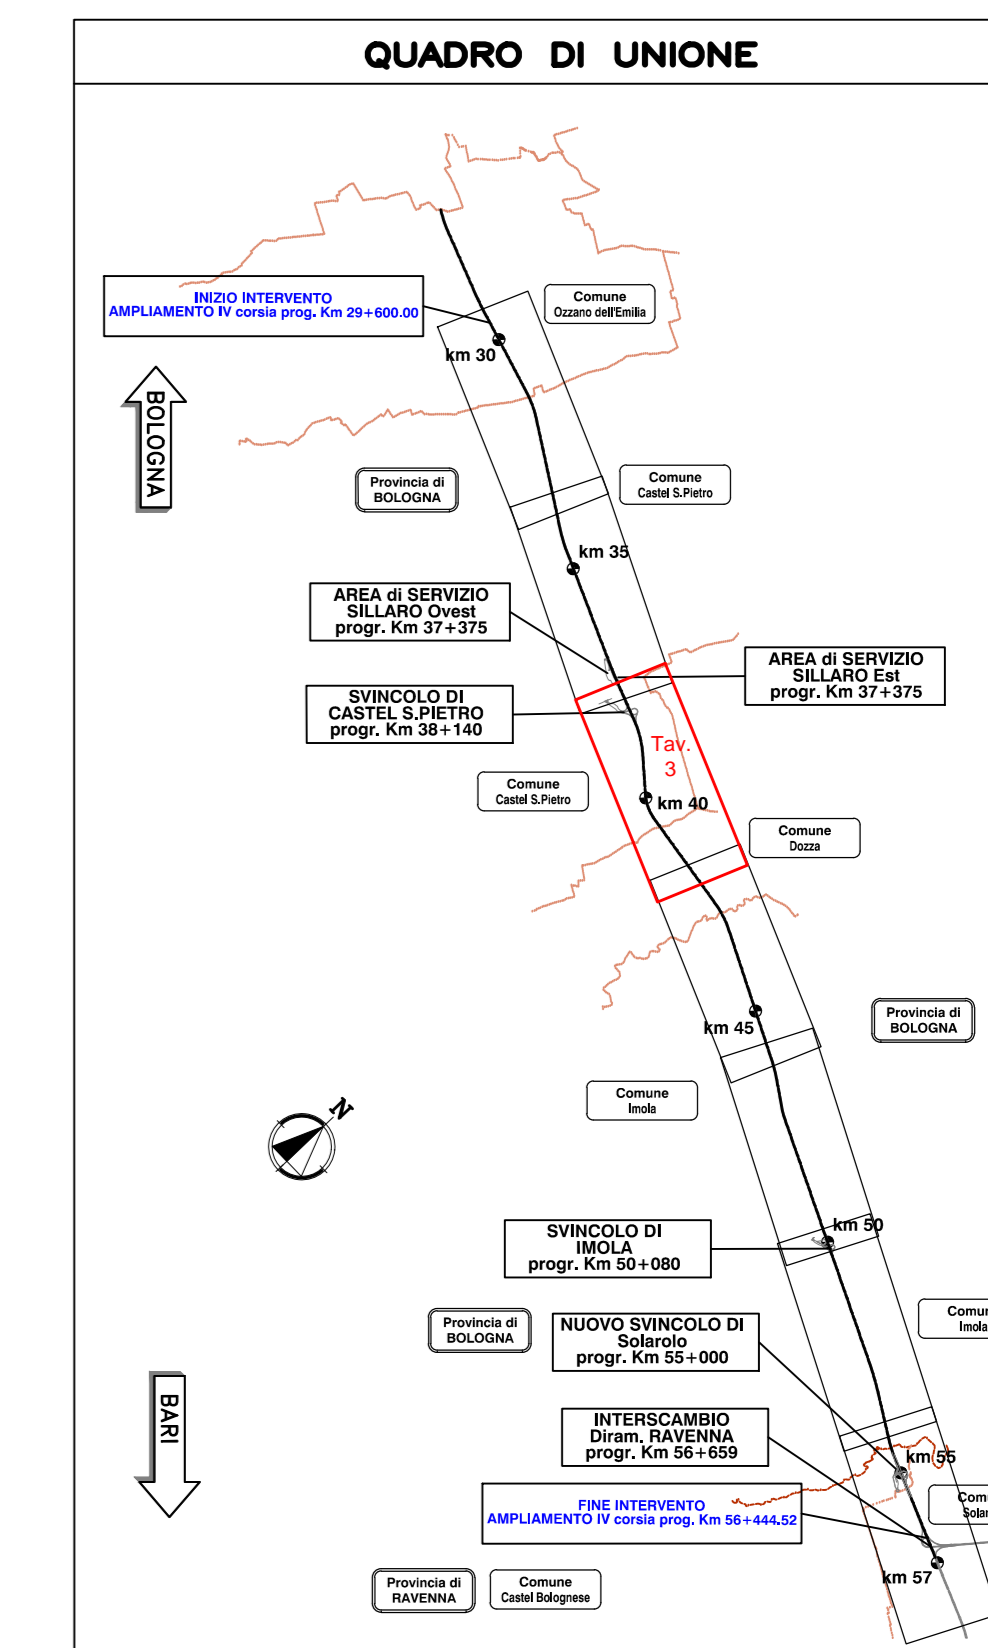 QUADRO DI UNIONE
INIZIO INTERVENTO
AMPLIAMENTO IV corsia prog. Km 29+600.00
Comune
Ozzano dell'Emilia
km 30
BOLOGNA
Provincia di
BOLOGNA
Comune
Castel S.Pietro
km 35
AREA di SERVIZIO
SILLARO Ovest
progr. Km 37+375
AREA di SERVIZIO
SILLARO Est
progr. Km 37+375
SVINCOLO DI
CASTEL S.PIETRO
progr. Km 38+140
Tav.
3
Comune
Castel S.Pietro
km 40
Comune
Dozza
km 45
Provincia di
BOLOGNA
Comune
Imola
N
km 50
SVINCOLO DI
IMOLA
progr. Km 50+080
Provincia di
BOLOGNA
NUOVO SVINCOLO DI
Solarolo
progr. Km 55+000
Comun
Imola
BARI
INTERSCAMBIO
Diram. RAVENNA
progr. Km 56+659
km 55
FINE INTERVENTO
AMPLIAMENTO IV corsia prog. Km 56+444.52
Com
Solar
km 57
Provincia di
RAVENNA
Comune
Castel Bolognese